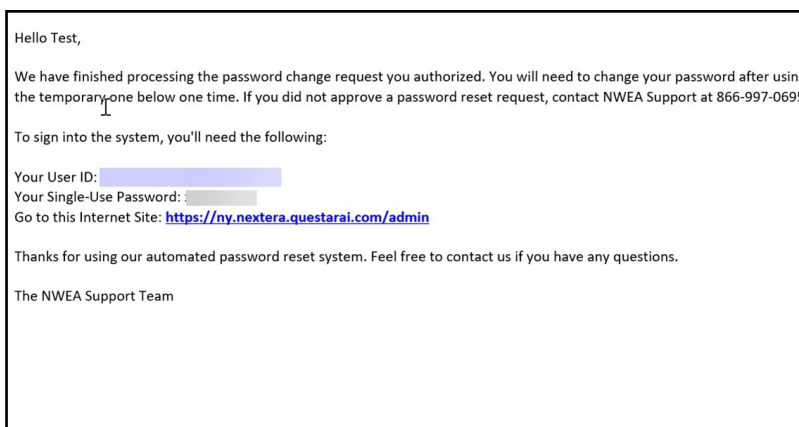 Hello Test,
We have finished processing the password change request you authorized. You will need to change your password after
the temporary one below one time. If you did not approve a password reset request, contact NWEA Support at
To sign into the system, you'll need the following:
Your User ID:
Your Single-Use Password:
Go to this Internet Site: https://ny.nextera.questarai.com/admin
Thanks for using our automated password reset system. Feel free to contact us if you have any questions.
The NWEA Support Team